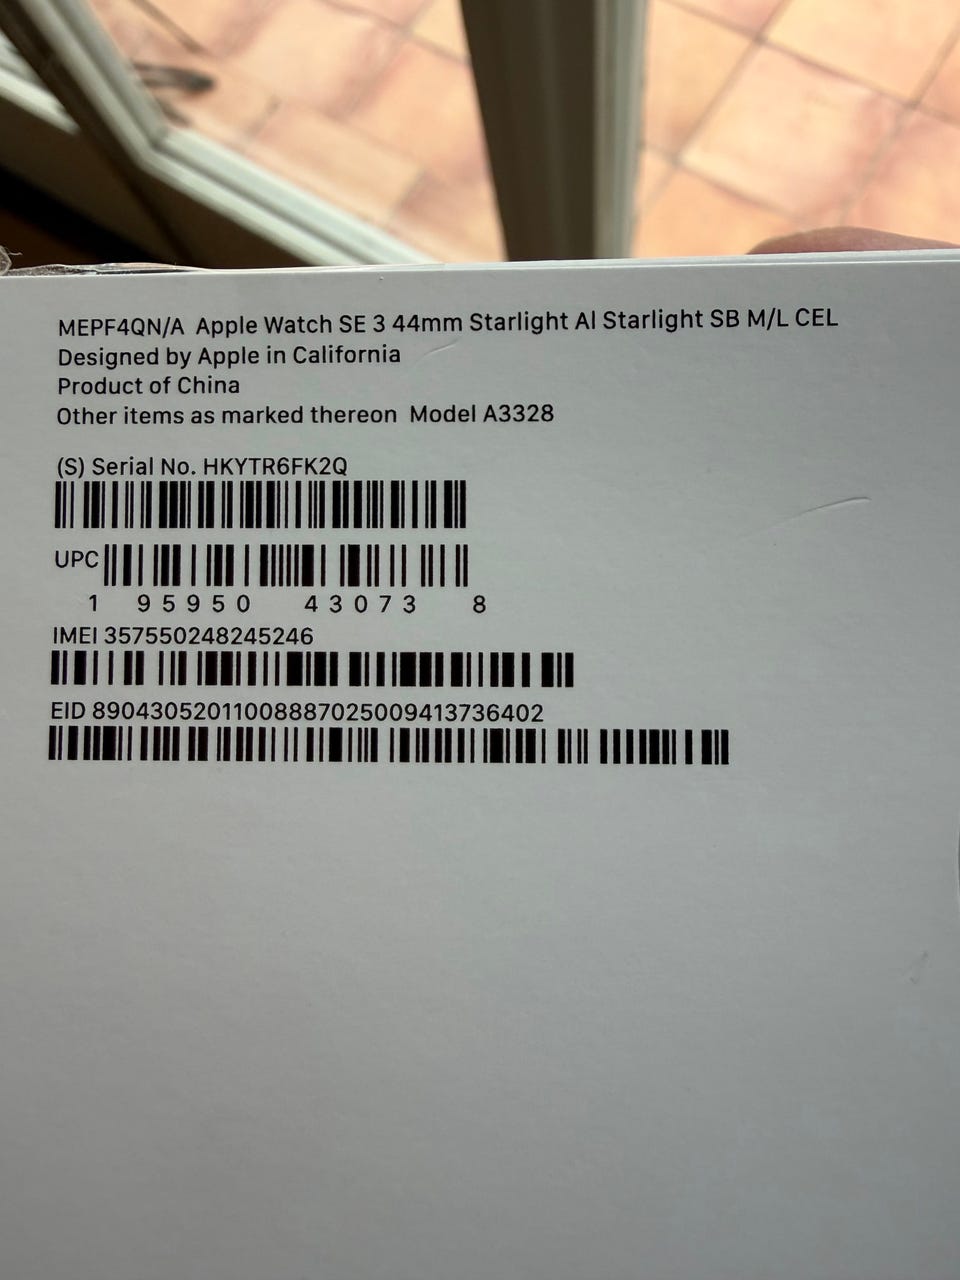 MEPF4QN/A Apple Watch SE 3 44mm Starlight Al Starlight SB M/L CEL
Designed by Apple in California
Product of China
Other items as marked thereon Model A3328
(S) Serial No. HKYTR6FK2Q
UPC
1 95950 43073 8
IMEI 357550248245246
EID 89043052011008887025009413736402